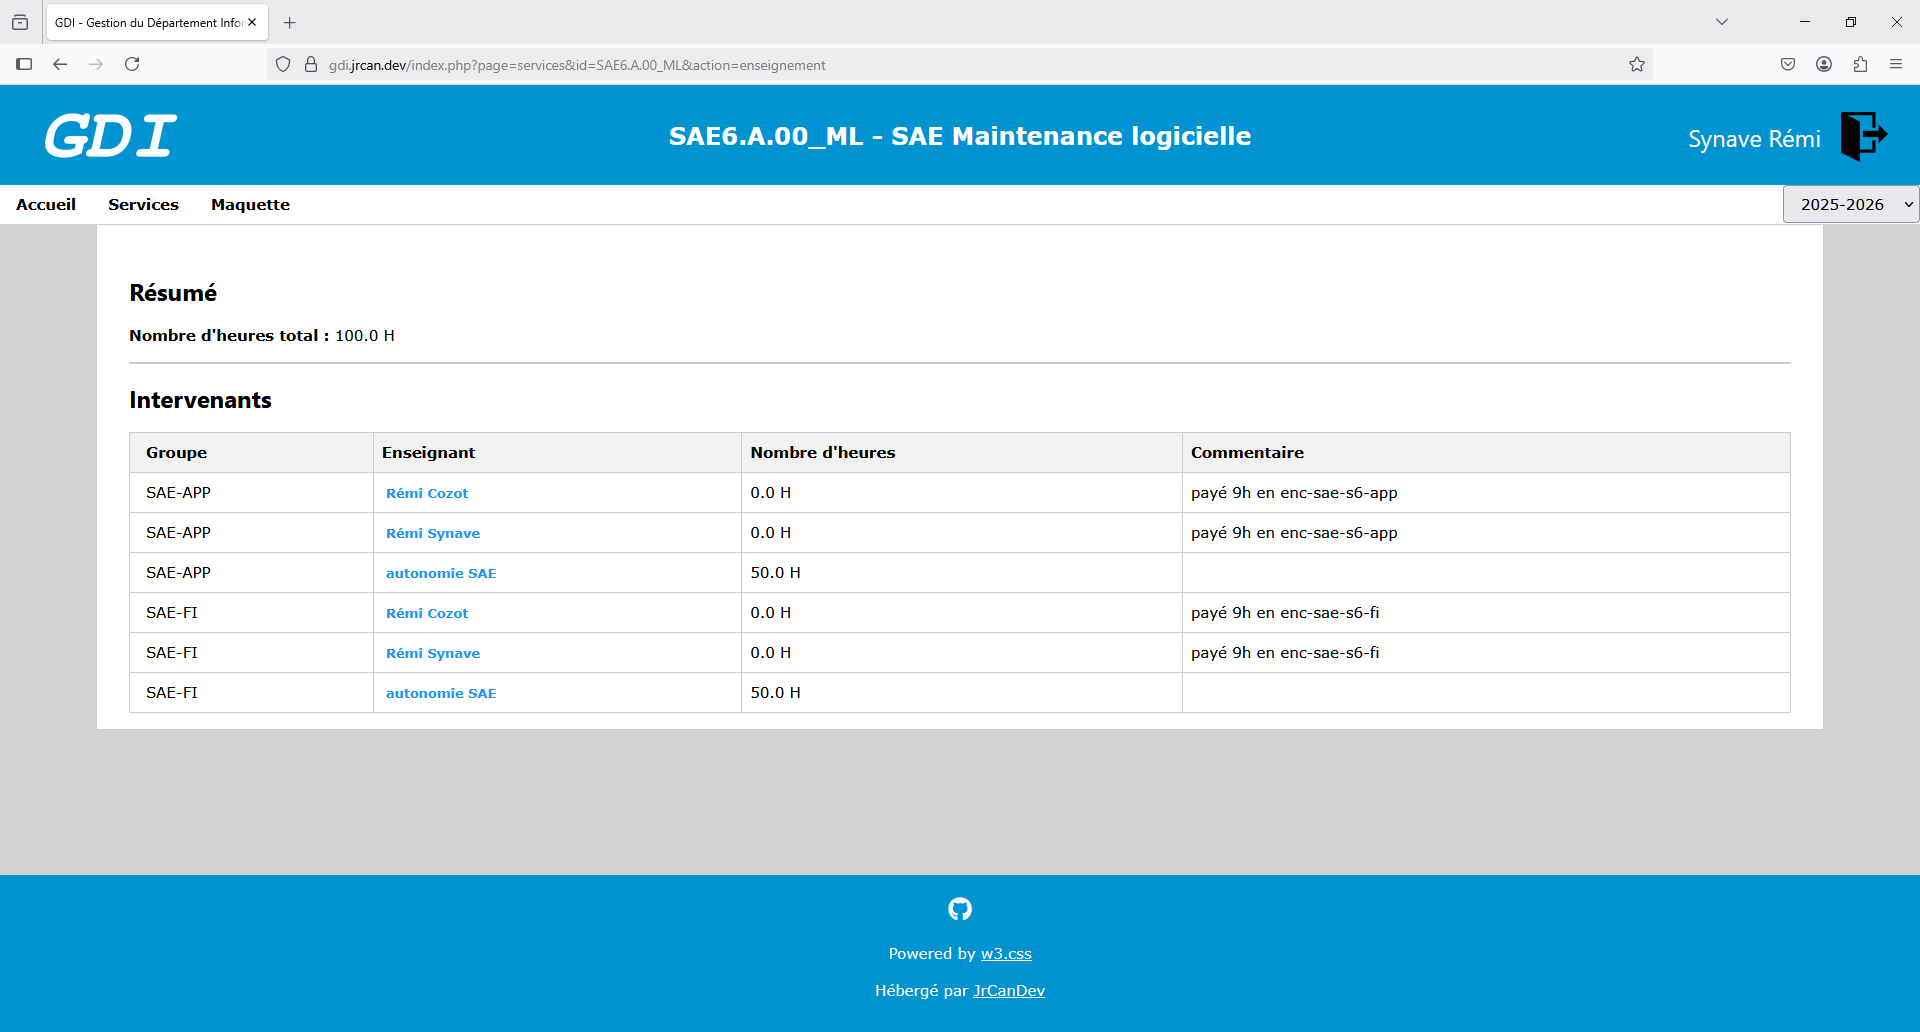 GDI - Gestion du Département Infor
gdi.jrcan.dev/index.php?page=services&id=SAE6.A.00_ML&action=enseignement
GDI
SAE6.A.00_ML - SAE Maintenance logicielle
Synave Rémi
Accueil Services Maquette 2025-2026
Résumé
Nombre d'heures total : 100.0 H
Intervenants
Groupe Enseignant Nombre d'heures Commentaire
SAE-APP Rémi Cozot 0.0 H payé 9h en enc-sae-s6-app
SAE-APP Rémi Synave 0.0 H payé 9h en enc-sae-s6-app
SAE-APP autonomie SAE 50.0 H
SAE-FI Rémi Cozot 0.0 H payé 9h en enc-sae-s6-fi
SAE-FI Rémi Synave 0.0 H payé 9h en enc-sae-s6-fi
SAE-FI autonomie SAE 50.0 H
Powered by w3.css
Hébergé par JrCanDev